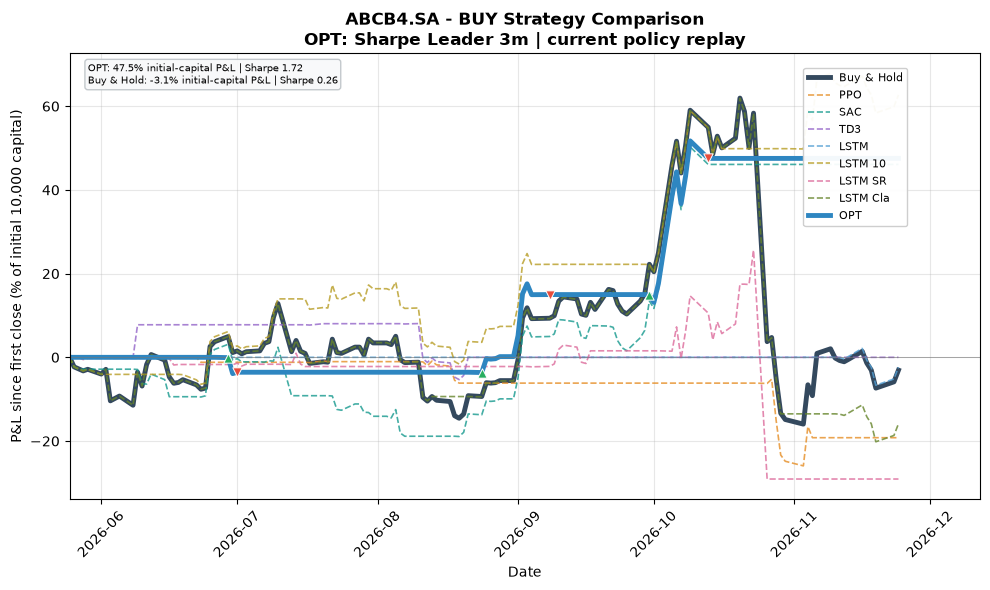 ABCB4.SA - BUY Strategy Comparison
OPT: Sharpe Leader 3m | current policy replay
OPT: 47.5% initial-capital P&L | Sharpe 1.72
Buy & Hold: -3.1% initial-capital P&L | Sharpe 0.26
Buy & Hold
PPO
SAC
TD3
LSTM
LSTM 10
LSTM SR
LSTM Cla
OPT
P&L since first close (% of initial 10,000 capital)
60
40
20
0
−20
2026-06
2026-07
2026-08
2026-09
2026-10
2026-11
2026-12
Date